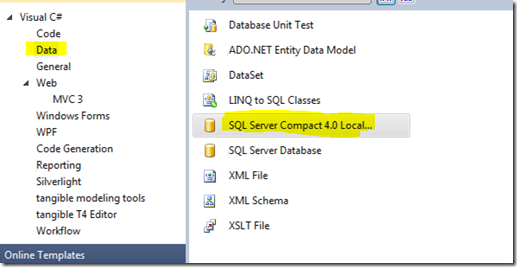 Visual C#
Code
Data
General
Web
MVC 3
Windows Forms
WPF
Code Generation
Reporting
Silverlight
tangible modeling tools
tangible T4 Editor
Workflow
Online Templates
Database Unit Test
ADO.NET Entity Data Model
DataSet
LINQ to SQL Classes
SQL Server Compact 4.0 Local...
SQL Server Database
XML File
XML Schema
XSLT File